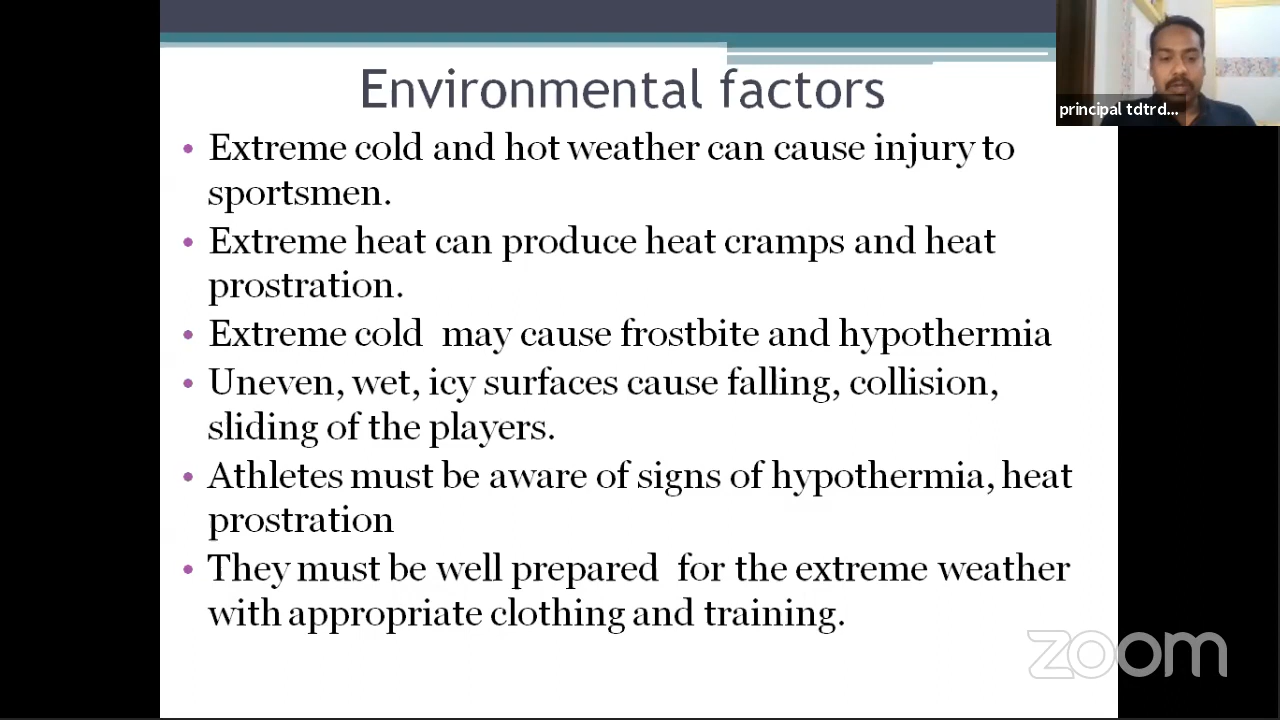 Environmental factors
principal tdtrd...
• Extreme cold and hot weather can cause injury to
sportsmen.
• Extreme heat can produce heat cramps and heat
prostration.
• Extreme cold may cause frostbite and hypothermia
• Uneven, wet, icy surfaces cause falling, collision,
sliding of the players.
• Athletes must be aware of signs of hypothermia, heat
prostration
• They must be well prepared for the extreme weather
with appropriate clothing and training.
zoom